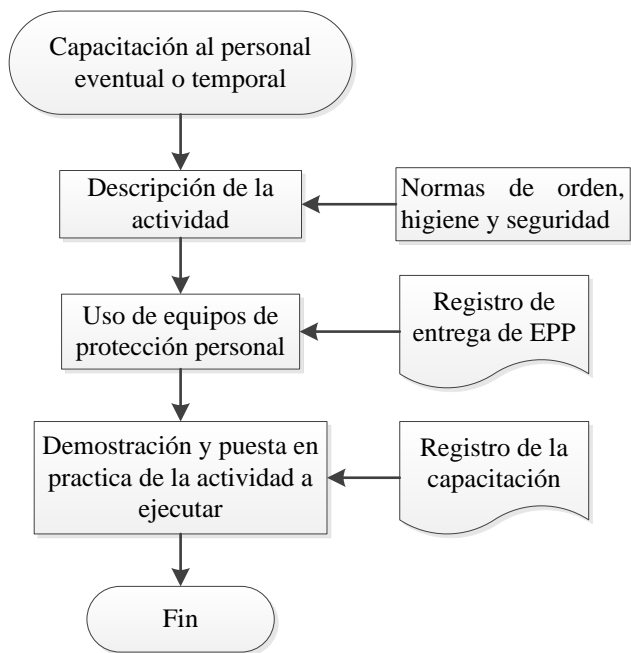 Capacitación al personal
eventual o temporal
Descripción de la
actividad
Normas de orden,
higiene y seguridad
Uso de equipos de
protección personal
Registro de
entrega de EPP
Demostración y puesta en
practica de la actividad a
ejecutar
Registro de la
capacitación
Fin